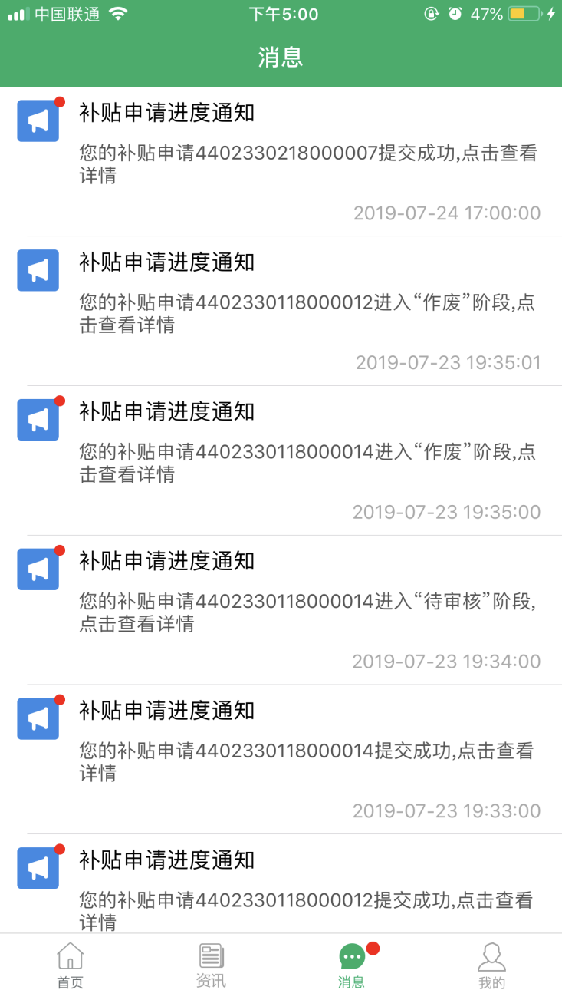 中国联通 下午5:00 47%
消息
补贴申请进度通知
您的补贴申请4402330218000007提交成功,点击查看
详情
2019-07-24 17:00:00
补贴申请进度通知
您的补贴申请4402330118000012进入“作废”阶段,点
击查看详情
2019-07-23 19:35:01
补贴申请进度通知
您的补贴申请4402330118000014进入“作废”阶段,点
击查看详情
2019-07-23 19:35:00
补贴申请进度通知
您的补贴申请4402330118000014进入“待审核”阶段,
点击查看详情
2019-07-23 19:34:00
补贴申请进度通知
您的补贴申请4402330118000014提交成功,点击查看
详情
2019-07-23 19:33:00
补贴申请进度通知
您的补贴申请4402330118000012提交成功,点击查看
详情
首页 资讯 消息 我的